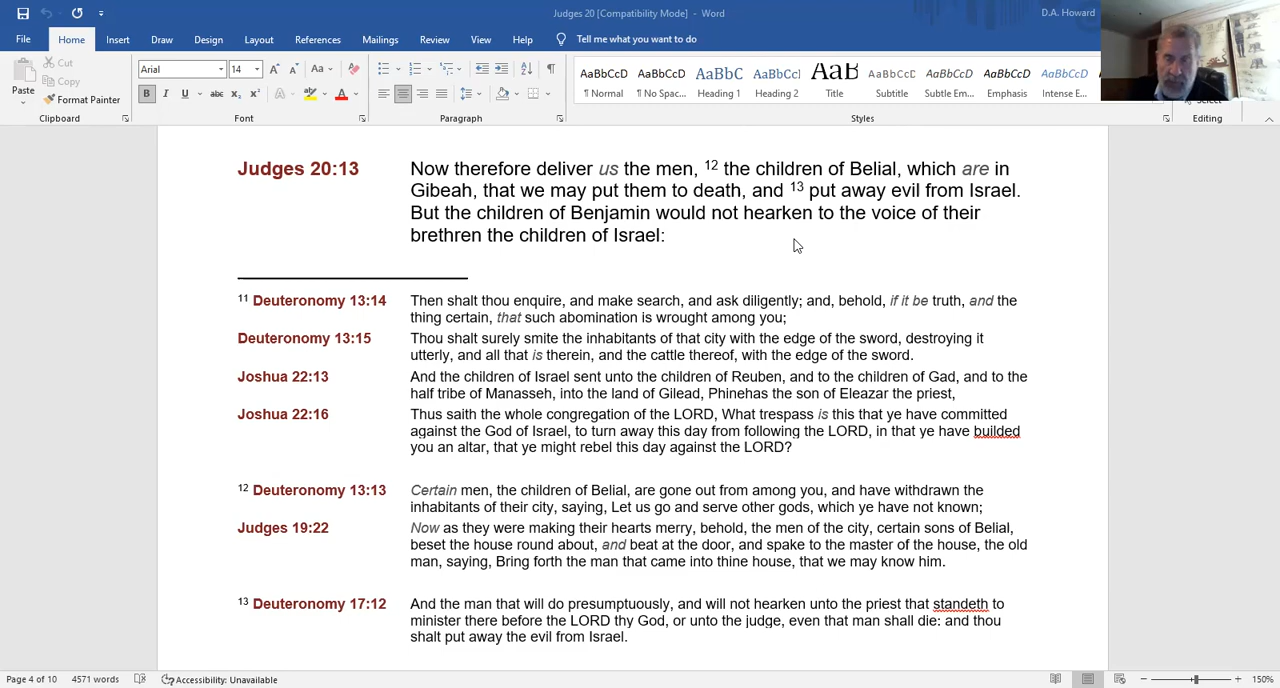 Judges 20 [Compatibility Mode] - Word
D.A. Howard
File Home Insert Draw Design Layout References Mailings Review View Help Tell me what you want to do
Paste
Cut
Copy
Format Painter
Clipboard
Arial 14
Font
Paragraph
AaBbCcD AaBbCcD AaBbC AaBbCcl AaB AaBbCcD AaBbCcD AaBbCcD AaBbCcD
¶ Normal ¶ No Spac... Heading 1 Heading 2 Title Subtitle Subtle Em... Emphasis Intense E...
Styles
Select
Editing
Judges 20:13 Now therefore deliver us the men, 12 the children of Belial, which are in
Gibeah, that we may put them to death, and 13 put away evil from Israel.
But the children of Benjamin would not hearken to the voice of their
brethren the children of Israel:
11 Deuteronomy 13:14 Then shalt thou enquire, and make search, and ask diligently; and, behold, if it be truth, and the
thing certain, that such abomination is wrought among you;
Deuteronomy 13:15 Thou shalt surely smite the inhabitants of that city with the edge of the sword, destroying it
utterly, and all that is therein, and the cattle thereof, with the edge of the sword.
Joshua 22:13 And the children of Israel sent unto the children of Reuben, and to the children of Gad, and to the
half tribe of Manasseh, into the land of Gilead, Phinehas the son of Eleazar the priest,
Joshua 22:16 Thus saith the whole congregation of the LORD, What trespass is this that ye have committed
against the God of Israel, to turn away this day from following the LORD, in that ye have builded
you an altar, that ye might rebel this day against the LORD?
12 Deuteronomy 13:13 Certain men, the children of Belial, are gone out from among you, and have withdrawn the
inhabitants of their city, saying, Let us go and serve other gods, which ye have not known;
Judges 19:22 Now as they were making their hearts merry, behold, the men of the city, certain sons of Belial,
beset the house round about, and beat at the door, and spake to the master of the house, the old
man, saying, Bring forth the man that came into thine house, that we may know him.
13 Deuteronomy 17:12 And the man that will do presumptuously, and will not hearken unto the priest that standeth to
minister there before the LORD thy God, or unto the judge, even that man shall die: and thou
shalt put away the evil from Israel.
Page 4 of 10 4571 words Accessibility: Unavailable 150%